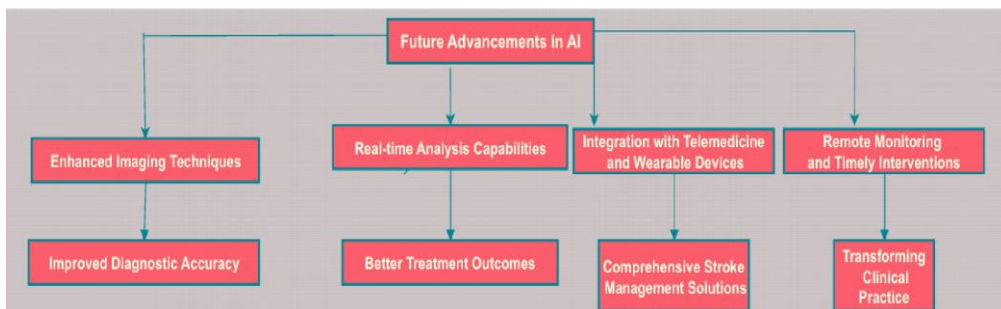 Future Advancements in AI
Enhanced Imaging Techniques
Real-time Analysis Capabilities
Integration with Telemedicine
and Wearable Devices
Remote Monitoring
and Timely Interventions
Improved Diagnostic Accuracy
Better Treatment Outcomes
Comprehensive Stroke
Management Solutions
Transforming
Clinical
Practice